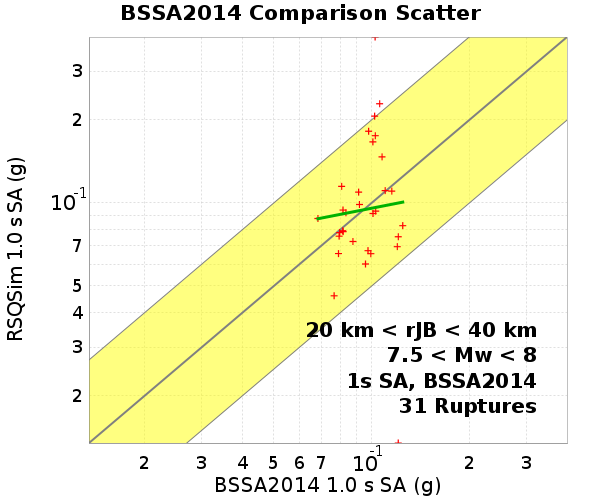 BSSA2014 Comparison Scatter
RSQSim 1.0 s SA (g)
3
2
10-1
7
5
4
3
2
20 km < rJB < 40 km
7.5 < Mw < 8
1s SA, BSSA2014
31 Ruptures
2 3 4 5 6 7 10-1 2 3
BSSA2014 1.0 s SA (g)